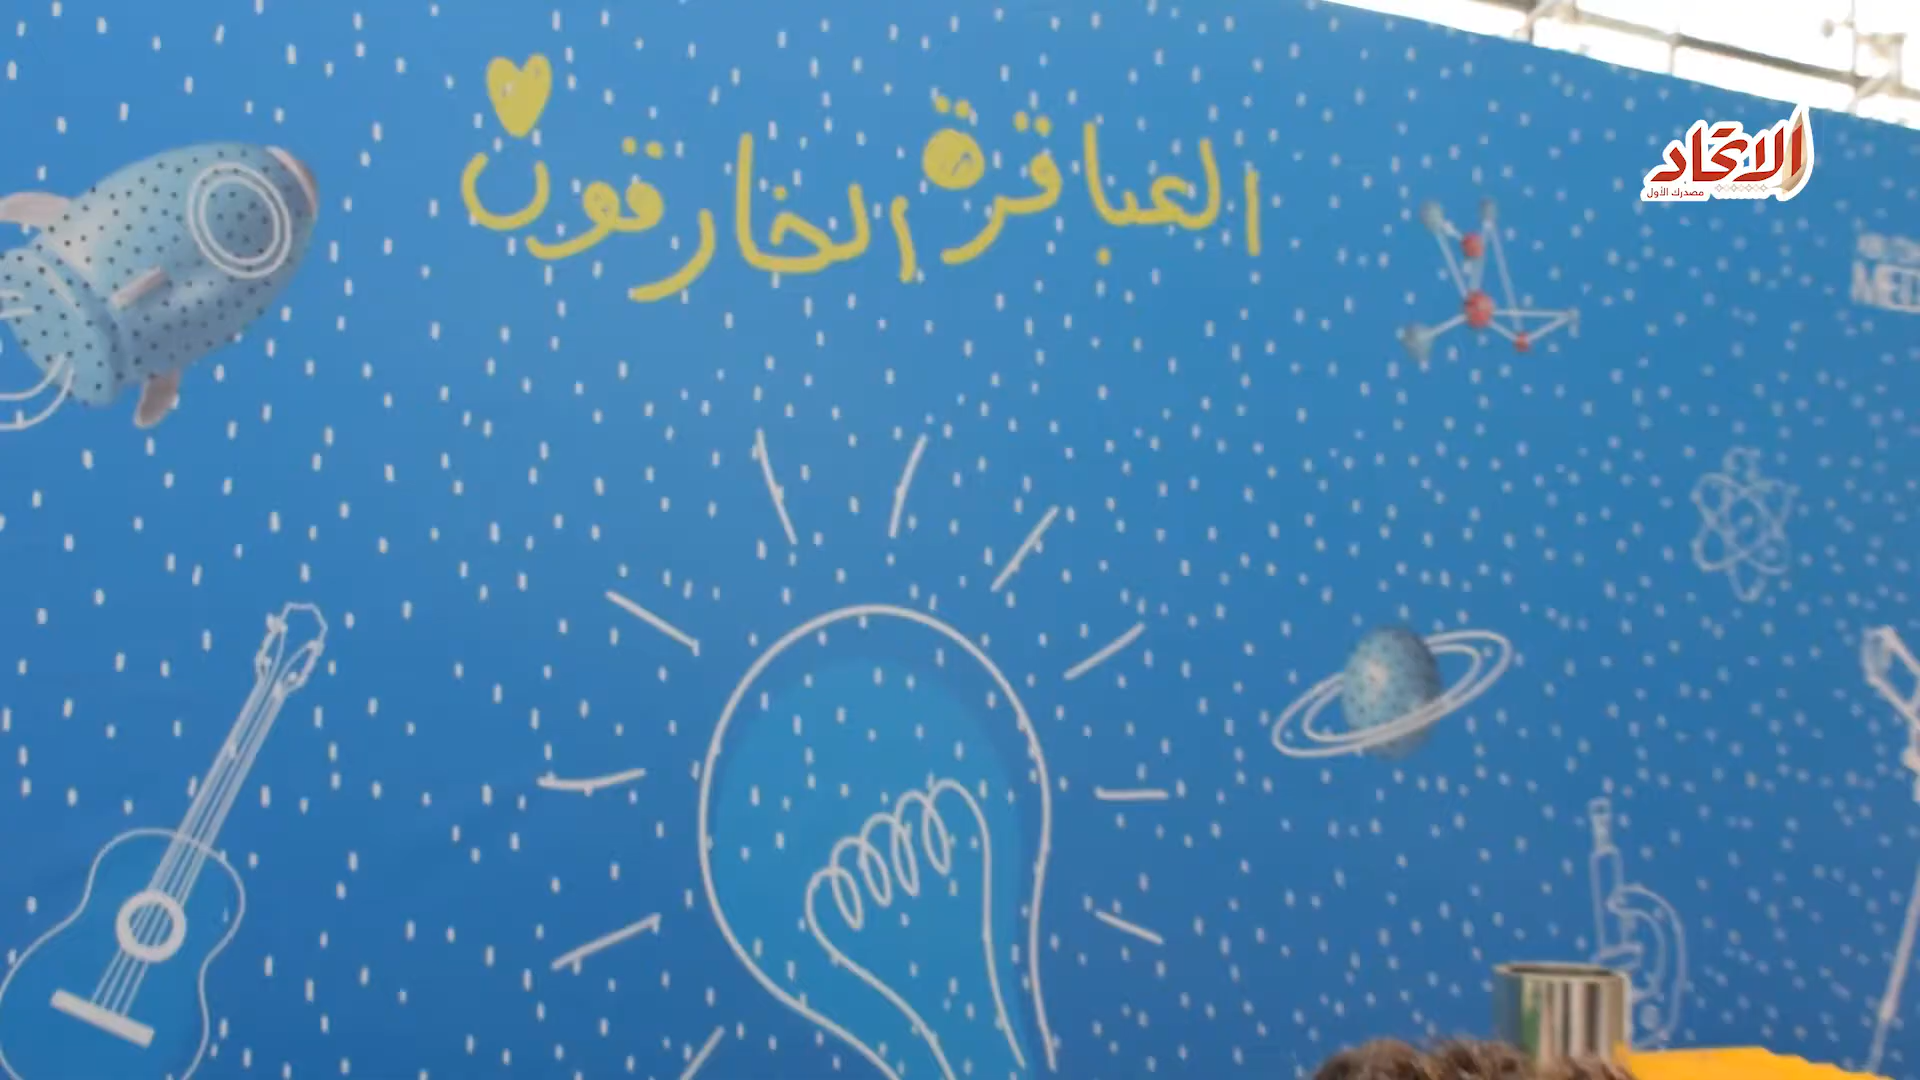 العباقرة الخارقون
الاتحاد
مصدرك الأول